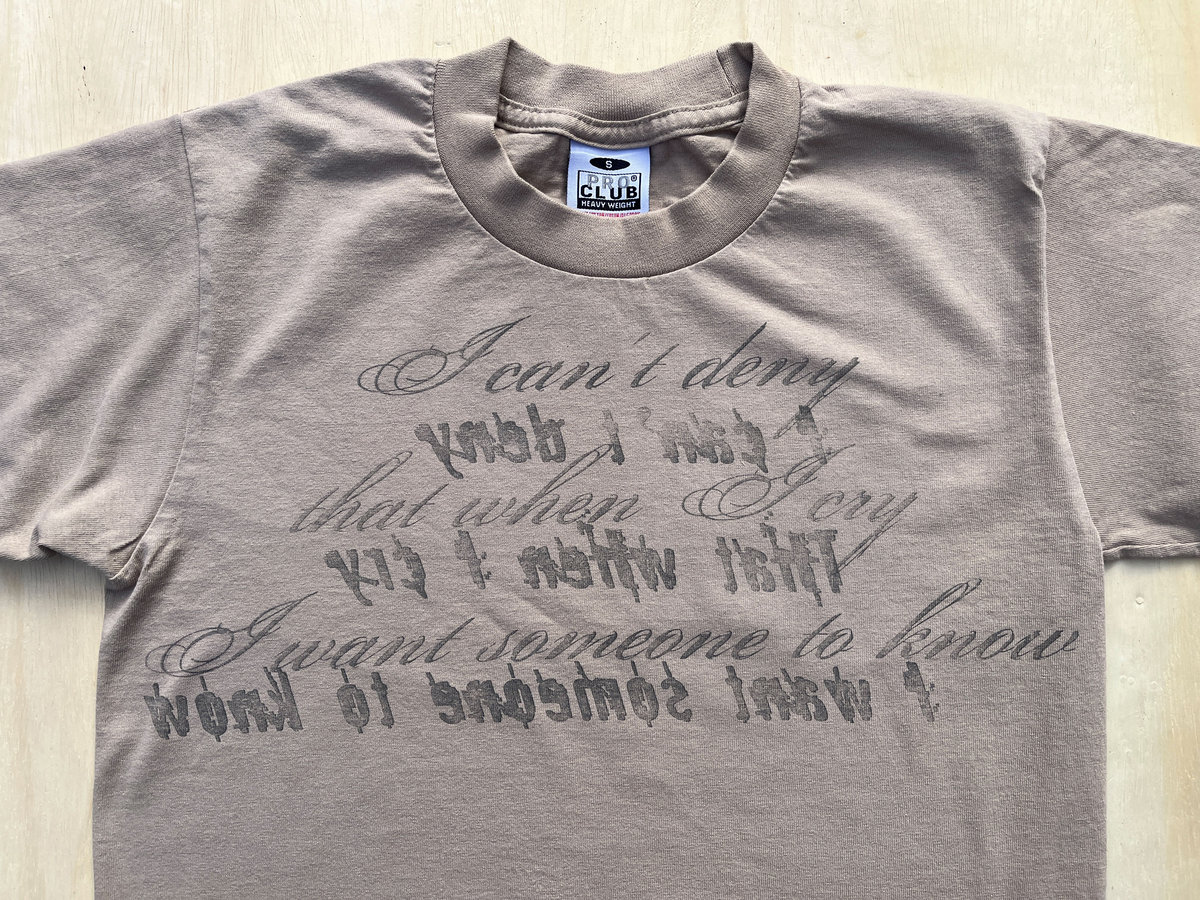 S
PRO®
CLUB
HEAVY WEIGHT
I can't deny
I can't deny
that when I cry
That when I cry
I want someone to know
I want someone to know